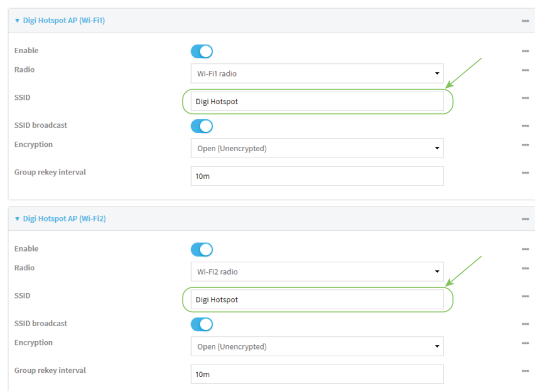 Digi Hotspot AP (Wi-Fi1)
Enable
Radio Wi-Fi1 radio
SSID Digi Hotspot
SSID broadcast
Encryption Open (Unencrypted)
Group rekey interval 10m
Digi Hotspot AP (Wi-Fi2)
Enable
Radio Wi-Fi2 radio
SSID Digi Hotspot
SSID broadcast
Encryption Open (Unencrypted)
Group rekey interval 10m